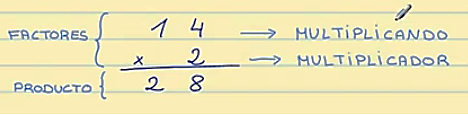 FACTORES { 1 4 → MULTIPLICANDO
x 2 → MULTIPLICADOR
PRODUCTO { 2 8